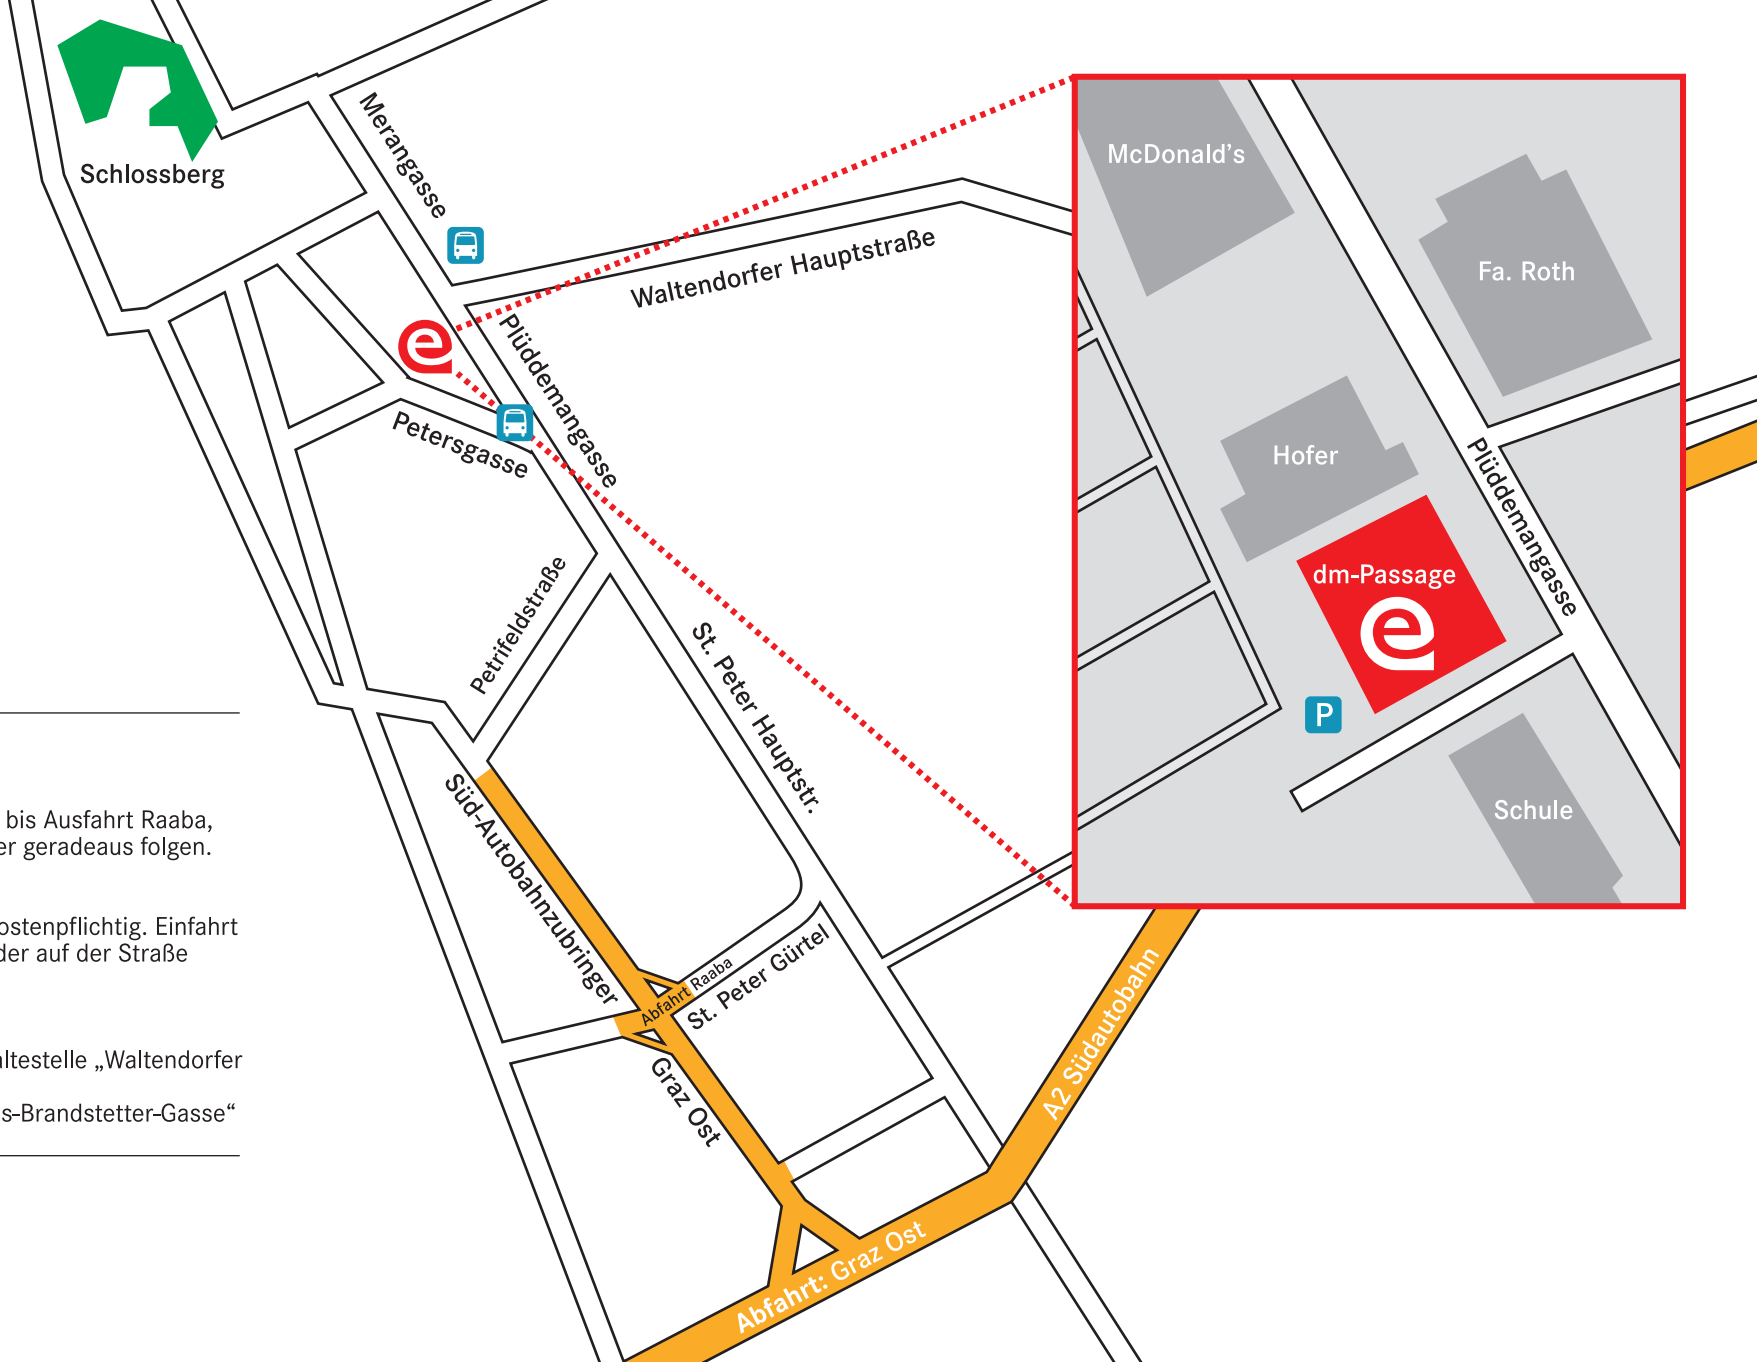 Schlossberg
Merangasse
Waltendorfer Hauptstraße
Plüddemangasse
Petersgasse
Petrifeldstraße
St. Peter Hauptstr.
Süd-Autobahnzubringer
Abfahrt Raaba
St. Peter Gürtel
Graz Ost
A2 Südautobahn
Abfahrt: Graz Ost
McDonald's
Fa. Roth
Hofer
Plüddemangasse
dm-Passage
e
P
Schule
e
bis Ausfahrt Raaba,
er geradeaus folgen.
ostenpflichtig. Einfahrt
der auf der Straße
altestelle „Waltendorfer
s-Brandstetter-Gasse“